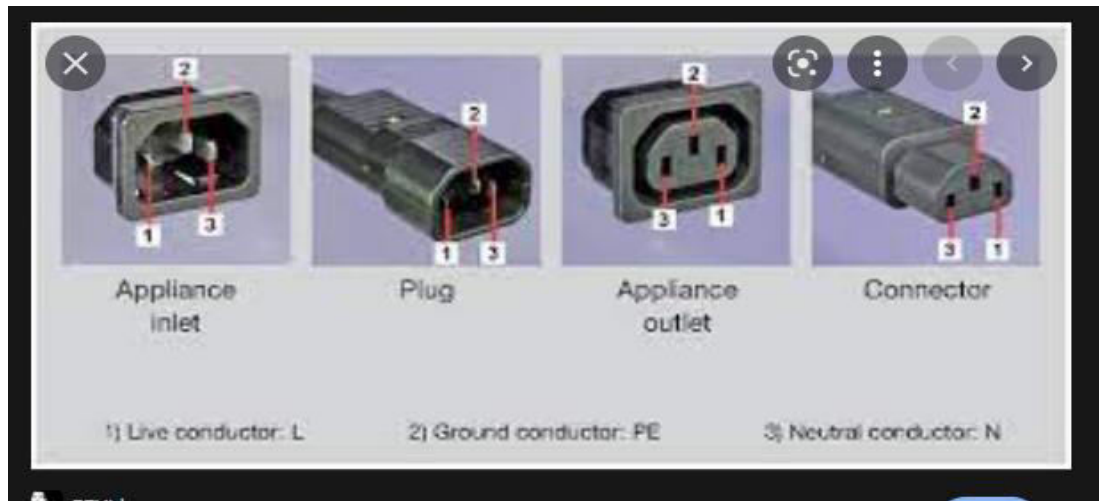 2
2
2
2
1
3
1
3
3
1
3
1
Appliance
inlet
Plug
Appliance
outlet
Connector
1) Live conductor: L
2) Ground conductor: PE
3) Neutral conductor: N